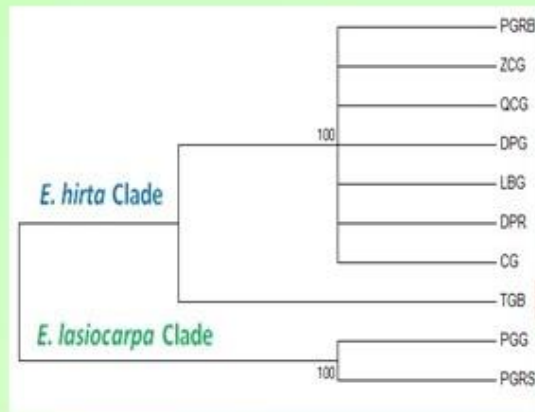 PGRB
ZCG
QCG
100
DPG
LBG
E. hirta Clade
DPR
CG
TGB
E. lasiocarpa Clade
PGG
100
PGRS